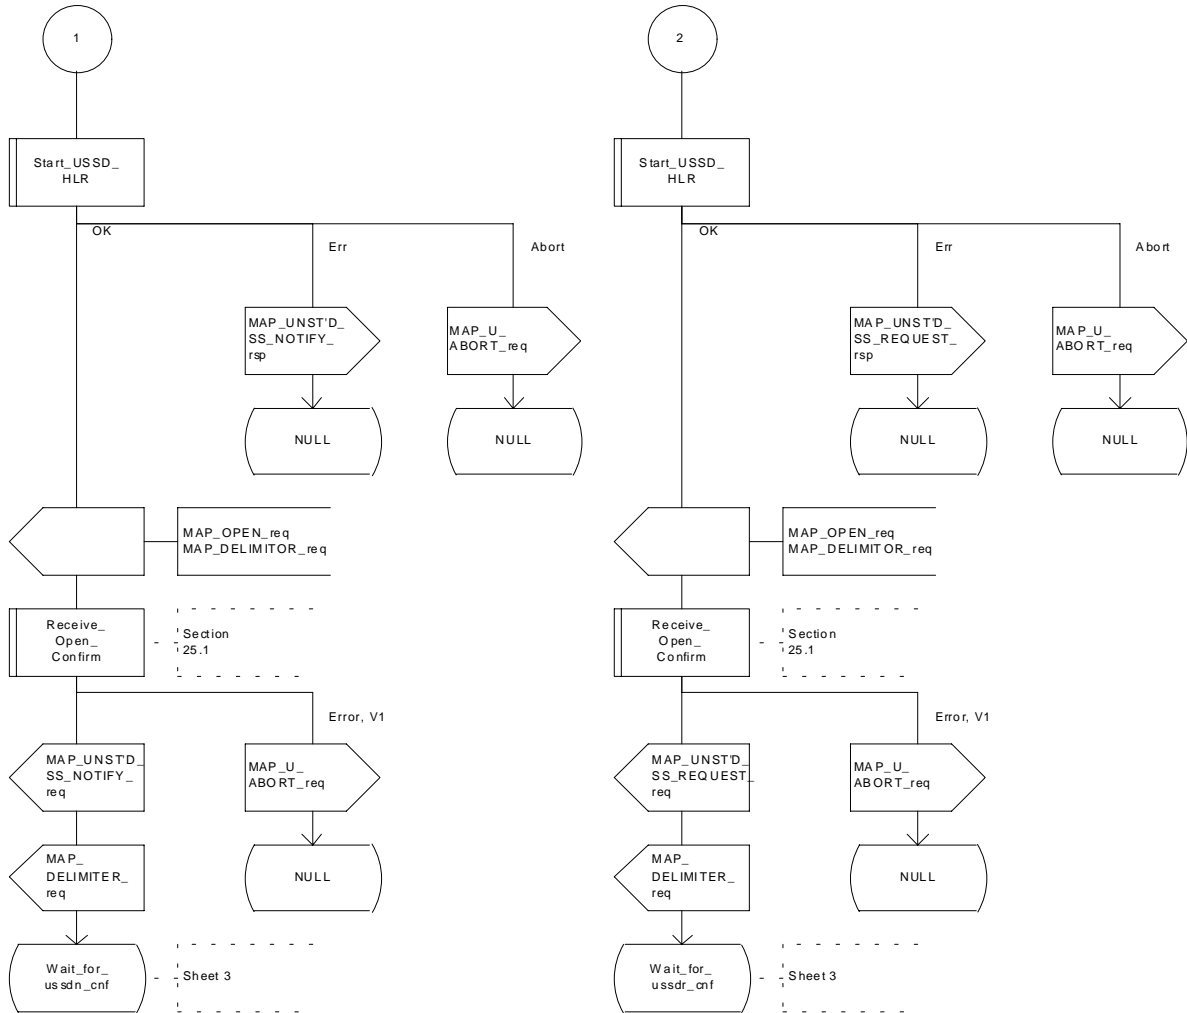 1
Start_USSD_
HLR
OK
Err
Abort
MAP_UNST'D_
SS_NOTIFY_
rsp
MAP_U_
ABORT_req
NULL
NULL
MAP_OPEN_req
MAP_DELIMITOR_req
Receive_
Open_
Confirm
Section
25.1
Error, V1
MAP_UNST'D_
SS_NOTIFY_
req
MAP_U_
ABORT_req
MAP_
DELIMITER_
req
NULL
Wait_for_
ussdn_cnf
Sheet 3
2
Start_USSD_
HLR
OK
Err
Abort
MAP_UNST'D_
SS_REQUEST_
rsp
MAP_U_
ABORT_req
NULL
NULL
MAP_OPEN_req
MAP_DELIMITOR_req
Receive_
Open_
Confirm
Section
25.1
Error, V1
MAP_UNST'D_
SS_REQUEST_
req
MAP_U_
ABORT_req
MAP_
DELIMITER_
req
NULL
Wait_for_
ussdr_cnf
Sheet 3